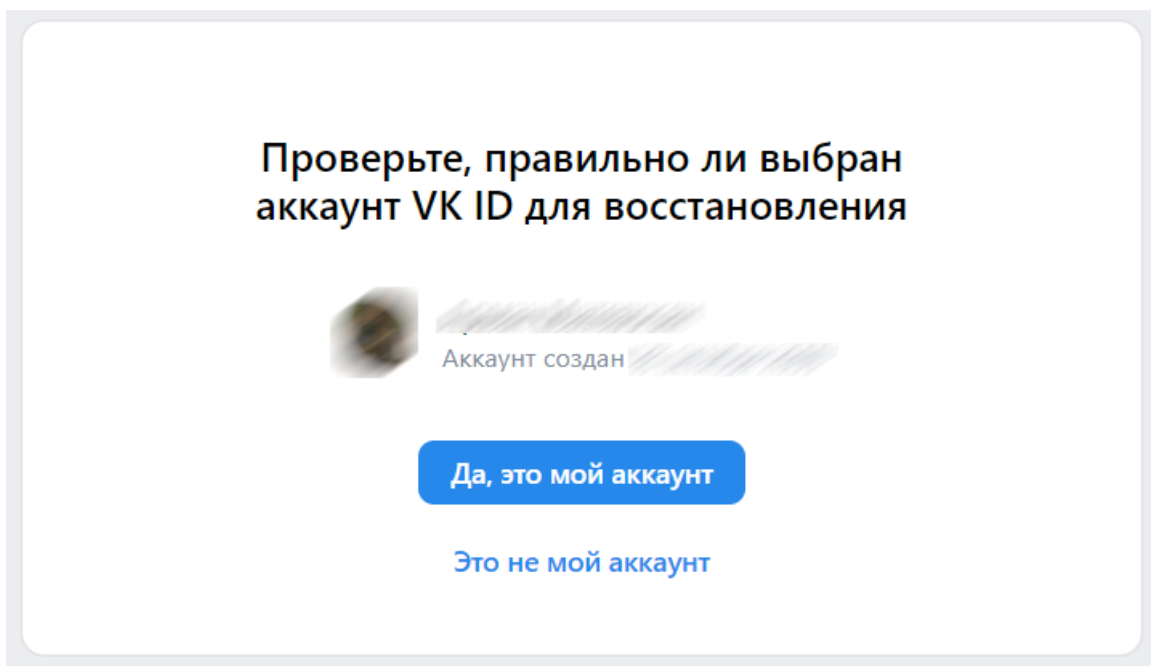 Проверьте, правильно ли выбран
аккаунт VK ID для восстановления
Аккаунт создан
Да, это мой аккаунт
Это не мой аккаунт